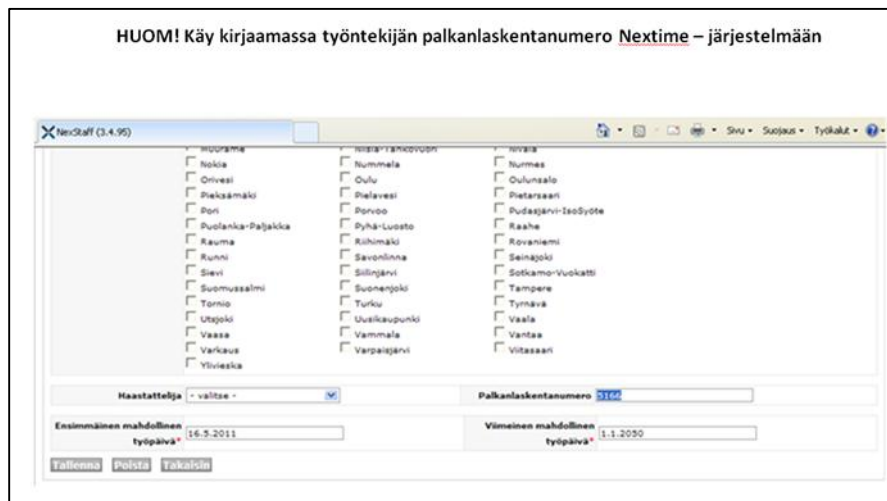 HUOM! Käy kirjaamassa työntekijän palkanlaskentanumero Nextime – järjestelmään
NexStaff (3.4.95) Sivu Suojaus Työkalut
Muurame Nilsiä-Tahkovuori Nivala
Nokia Nummela Nurmes
Orivesi Oulu Oulunsalo
Pieksämäki Pielavesi Pietarsaari
Pori Porvoo Pudasjärvi-IsoSyöte
Puolanka-Paljakka Pyhä-Luosto Raahe
Rauma Riihimäki Rovaniemi
Runni Savonlinna Seinäjoki
Sievi Siilinjärvi Sotkamo-Vuokatti
Suomussalmi Suonenjoki Tampere
Tornio Turku Tyrnävä
Utsjoki Uusikaupunki Vaala
Vaasa Vammala Vantaa
Varkaus Varpaisjärvi Viitasaari
Ylivieska
Haastattelija - valitse - Palkanlaskentanumero 5166
Ensimmäinen mahdollinen Viimeinen mahdollinen
työpäivä* 16.5.2011 työpäivä* 1.1.2050
Tallenna Poista Takaisin